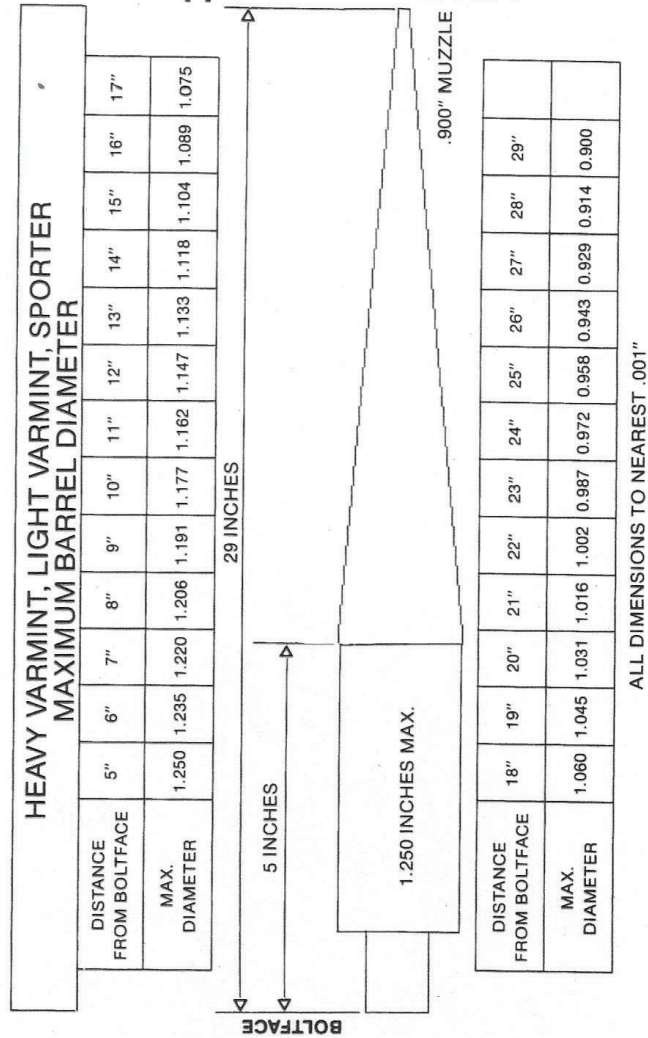 HEAVY VARMINT, LIGHT VARMINT, SPORTER
MAXIMUM BARREL DIAMETER
DISTANCE FROM BOLTFACE 5" 6" 7" 8" 9" 10" 11" 12" 13" 14" 15" 16" 17"
MAX. DIAMETER 1.250 1.235 1.220 1.206 1.191 1.177 1.162 1.147 1.133 1.118 1.104 1.089 1.075
29 INCHES
5 INCHES
BOLTFACE
1.250 INCHES MAX.
.900" MUZZLE
DISTANCE FROM BOLTFACE 18" 19" 20" 21" 22" 23" 24" 25" 26" 27" 28" 29"
MAX. DIAMETER 1.060 1.045 1.031 1.016 1.002 0.987 0.972 0.958 0.943 0.929 0.914 0.900
ALL DIMENSIONS TO NEAREST .001"